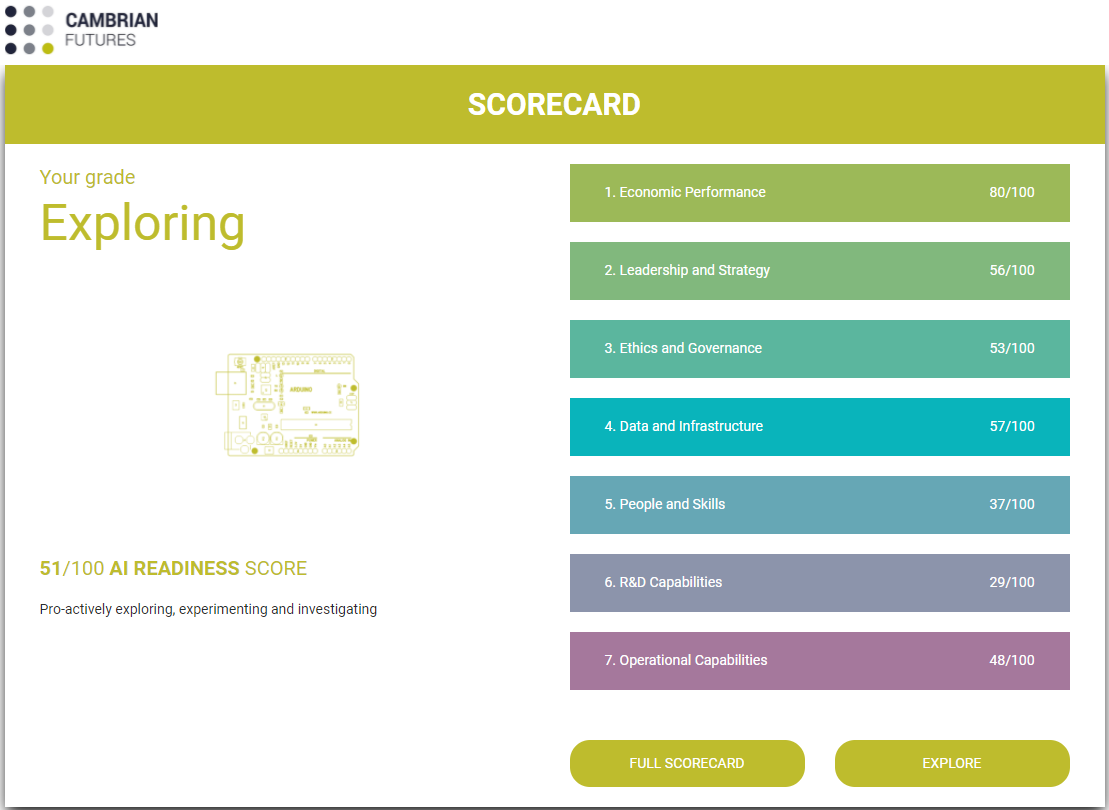 CAMBRIAN
FUTURES
SCORECARD
Your grade
Exploring
ARDUINO
51/100 AI READINESS SCORE
Pro-actively exploring, experimenting and investigating
1. Economic Performance 80/100
2. Leadership and Strategy 56/100
3. Ethics and Governance 53/100
4. Data and Infrastructure 57/100
5. People and Skills 37/100
6. R&D Capabilities 29/100
7. Operational Capabilities 48/100
FULL SCORECARD
EXPLORE